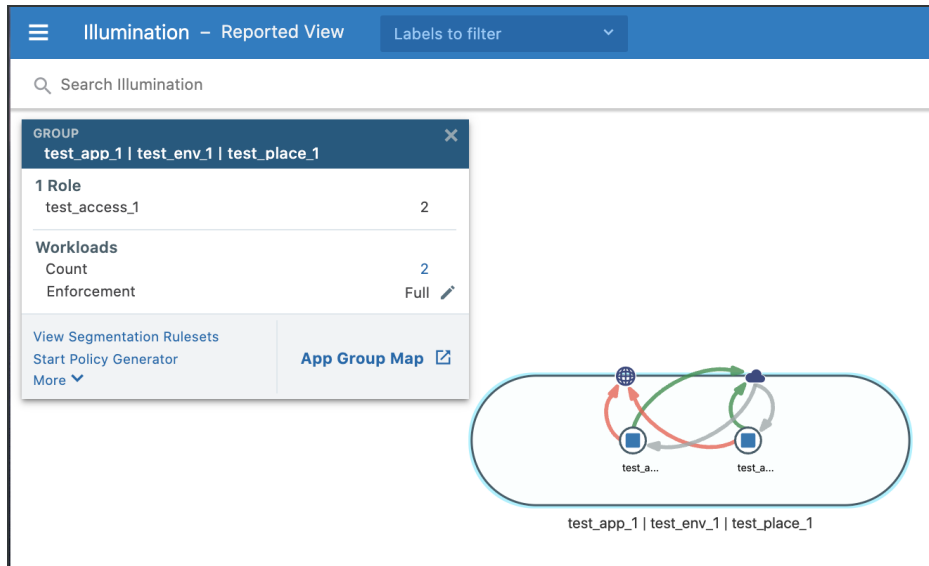 Illumination – Reported View
Labels to filter
Search Illumination
GROUP
test_app_1 | test_env_1 | test_place_1
1 Role
test_access_1 2
Workloads
Count 2
Enforcement Full
View Segmentation Rulesets
Start Policy Generator
More
App Group Map
test_a...
test_a...
test_app_1 | test_env_1 | test_place_1